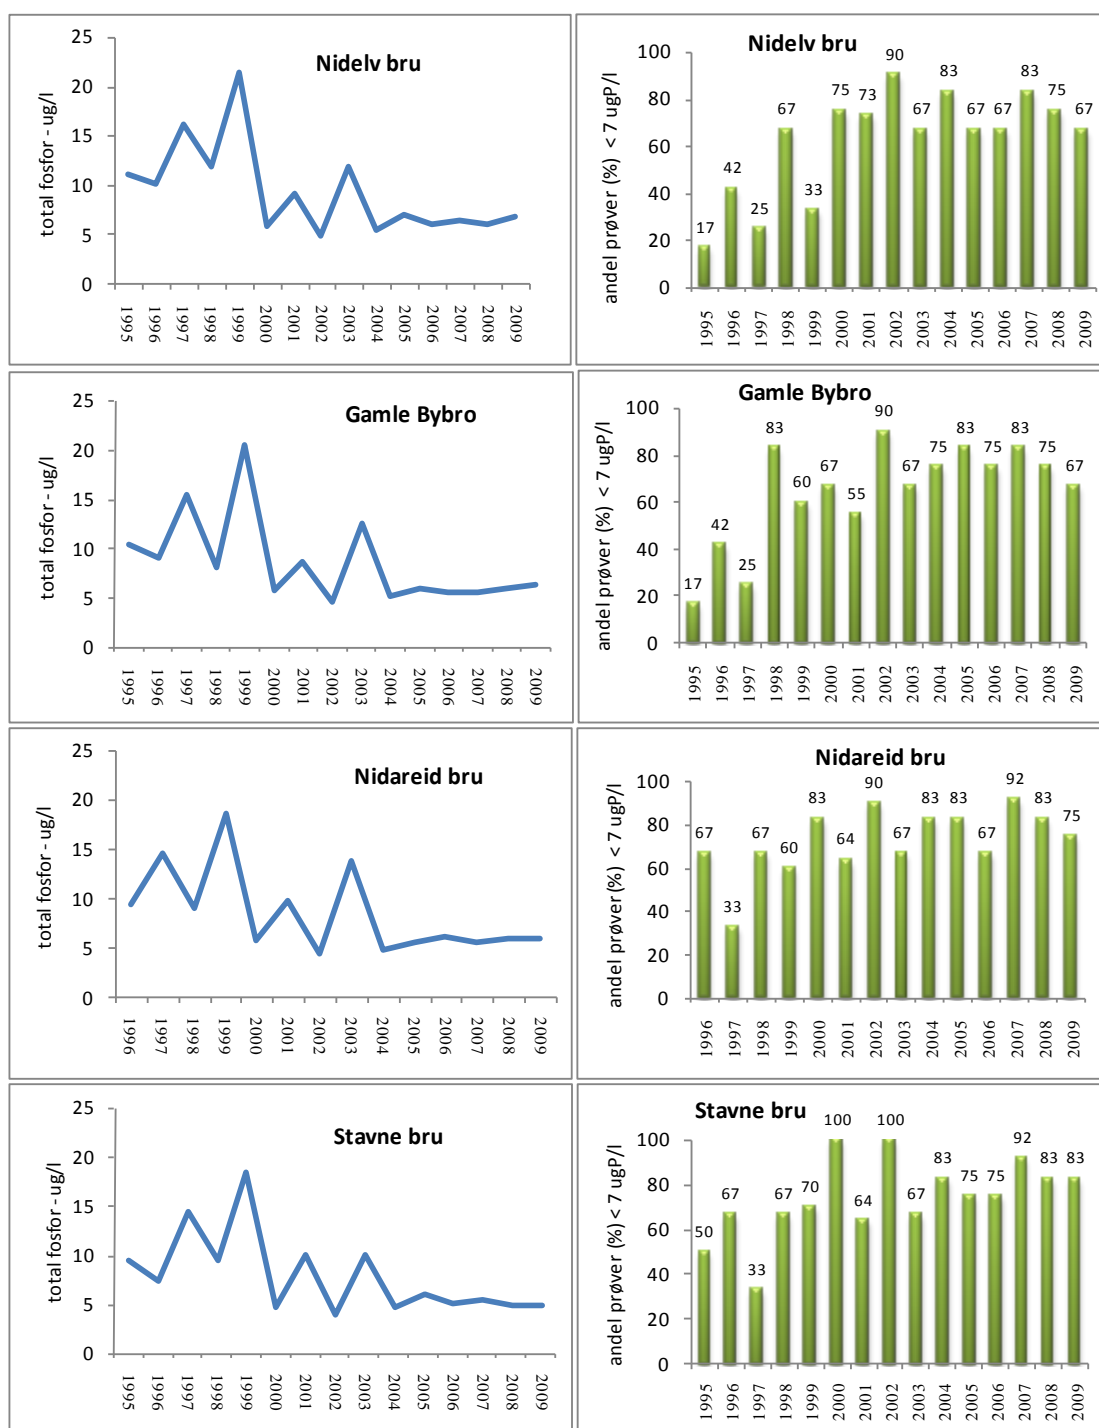 Nidelv bru
total fosfor - ug/l
25
20
15
10
5
0
1995 1996 1997 1998 1999 2000 2001 2002 2003 2004 2005 2006 2007 2008 2009
Nidelv bru
andel prøver (%) < 7 ugP/l
100
80
60
40
20
0
17 42 25 67 33 75 73 90 67 83 67 67 83 75 67
1995 1996 1997 1998 1999 2000 2001 2002 2003 2004 2005 2006 2007 2008 2009
Gamle Bybro
total fosfor - ug/l
25
20
15
10
5
0
1995 1996 1997 1998 1999 2000 2001 2002 2003 2004 2005 2006 2007 2008 2009
Gamle Bybro
andel prøver (%) < 7 ugP/l
100
80
60
40
20
0
17 42 25 83 60 67 55 90 67 75 83 75 83 75 67
1995 1996 1997 1998 1999 2000 2001 2002 2003 2004 2005 2006 2007 2008 2009
Nidareid bru
total fosfor - ug/l
25
20
15
10
5
0
1996 1997 1998 1999 2000 2001 2002 2003 2004 2005 2006 2007 2008 2009
Nidareid bru
andel prøver (%) < 7 ugP/l
100
80
60
40
20
0
67 33 67 60 83 64 90 67 83 83 67 92 83 75
1996 1997 1998 1999 2000 2001 2002 2003 2004 2005 2006 2007 2008 2009
Stavne bru
total fosfor - ug/l
25
20
15
10
5
0
1995 1996 1997 1998 1999 2000 2001 2002 2003 2004 2005 2006 2007 2008 2009
Stavne bru
andel prøver (%) < 7 ugP/l
100
80
60
40
20
0
50 67 33 67 70 100 64 100 67 83 75 75 92 83 83
1995 1996 1997 1998 1999 2000 2001 2002 2003 2004 2005 2006 2007 2008 2009